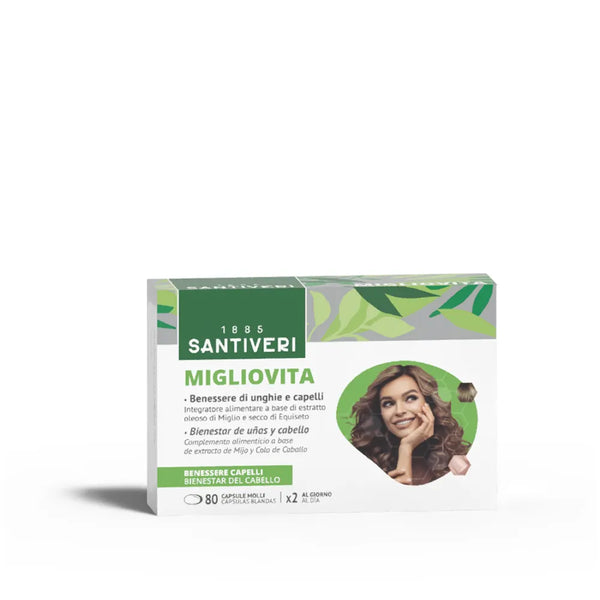 MIGLIOVITA
1885
SANTIVERI
MIGLIOVITA
• Benessere di unghie e capelli
Integratore alimentare a base di estratto
oleoso di Miglio e secco di Equiseto
• Bienestar de uñas y cabello
Complemento alimenticio a base
de extracto de Mijo y Cola de Caballo
BENESSERE CAPELLI
BIENESTAR DEL CABELLO
80 CAPSULE MOLLI x2 AL GIORNO
CÁPSULAS BLANDAS AL DÍA